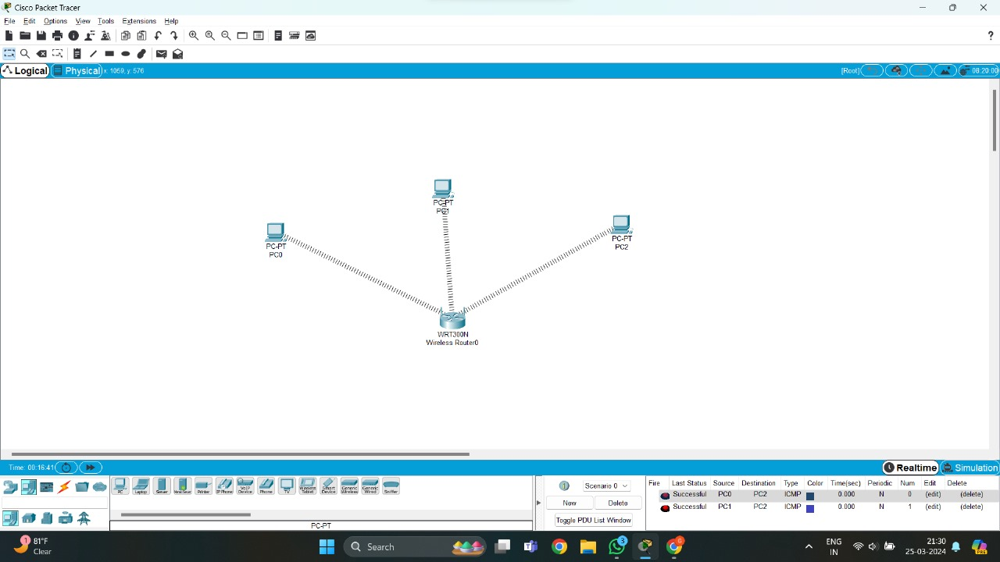 Cisco Packet Tracer
File Edit Options View Tools Extensions Help
?
Logical Physical x: 1059, y: 576 [Root] 08:20:00
PC-PT
PC1
PC-PT
PC0
PC-PT
PC2
WRT300N
Wireless Router0
Time: 00:16:41 Realtime Simulation
PC Laptop Server Printer IP Phone VoIP Device Phone TV Wireless Tablet Smart Device Generic Wireless Generic Wired Sniffer
PC-PT
Scenario 0
New Delete
Toggle PDU List Window
Fire Last Status Source Destination Type Color Time(sec) Periodic Num Edit Delete
Successful PC0 PC2 ICMP 0.000 N 0 (edit) (delete)
Successful PC1 PC2 ICMP 0.000 N 1 (edit) (delete)
1
81°F
Clear
Search
3
6
ENG
IN
21:30
25-03-2024
PRE